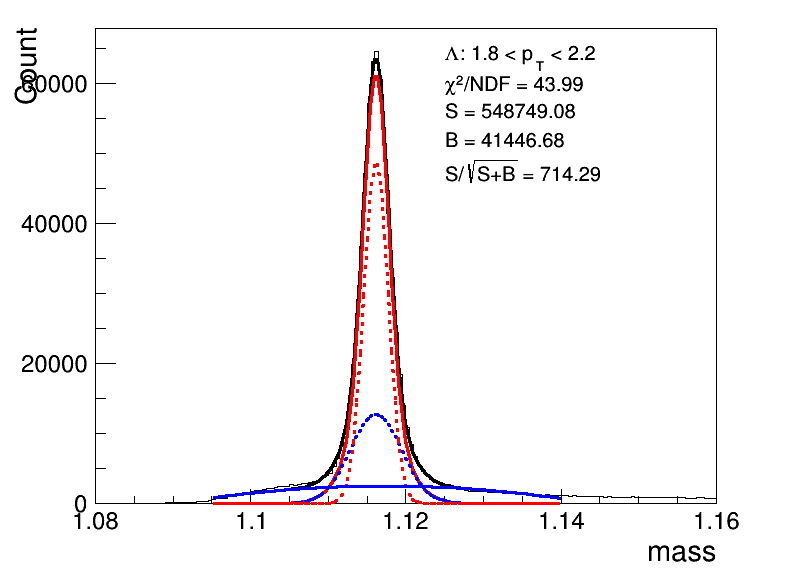 Count
Λ: 1.8 < p_T < 2.2
χ²/NDF = 43.99
S = 548749.08
B = 41446.68
S/√S+B = 714.29
60000
40000
20000
0
1.08 1.1 1.12 1.14 1.16
mass